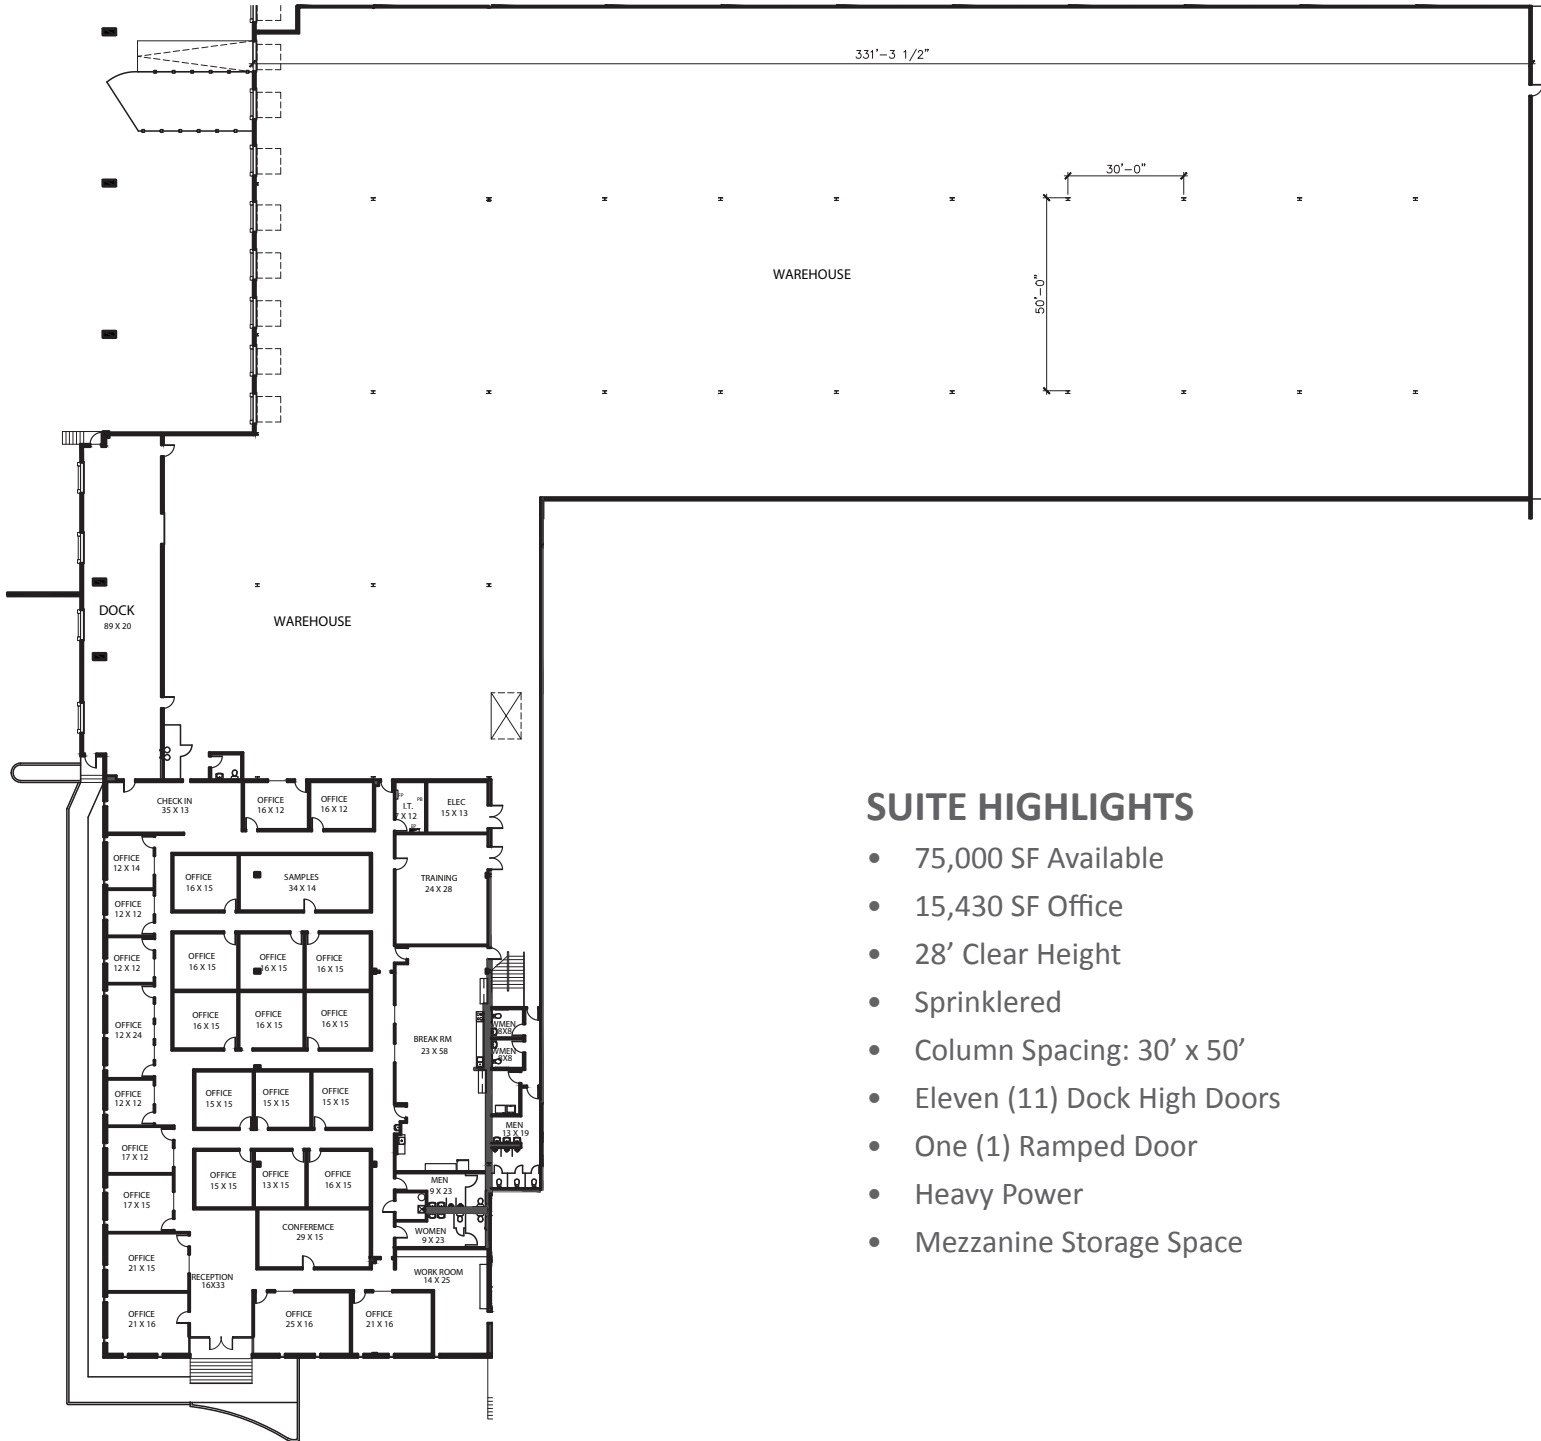 331'-3 1/2"
30'-0"
WAREHOUSE
50'-0"
DOCK
89 X 20
WAREHOUSE
CHECK IN
35 X 13
OFFICE
16 X 12
OFFICE
16 X 12
I.T.
7 X 12
ELEC
15 X 13
OFFICE
12 X 14
OFFICE
16 X 15
SAMPLES
34 X 14
TRAINING
24 X 28
OFFICE
12 X 12
OFFICE
12 X 12
OFFICE
16 X 15
OFFICE
16 X 15
OFFICE
16 X 15
OFFICE
12 X 24
OFFICE
16 X 15
OFFICE
16 X 15
OFFICE
16 X 15
BREAK RM
23 X 58
WMEN
8X8
WMEN
8X8
OFFICE
12 X 12
OFFICE
15 X 15
OFFICE
15 X 15
OFFICE
15 X 15
MEN
13 X 19
OFFICE
17 X 12
OFFICE
17 X 15
OFFICE
15 X 15
OFFICE
13 X 15
OFFICE
16 X 15
MEN
9 X 23
CONFEREMCE
29 X 15
WOMEN
9 X 23
OFFICE
21 X 15
RECEPTION
16X33
WORK ROOM
14 X 25
OFFICE
21 X 16
OFFICE
25 X 16
OFFICE
21 X 16
SUITE HIGHLIGHTS
• 75,000 SF Available
• 15,430 SF Office
• 28’ Clear Height
• Sprinklered
• Column Spacing: 30’ x 50’
• Eleven (11) Dock High Doors
• One (1) Ramped Door
• Heavy Power
• Mezzanine Storage Space